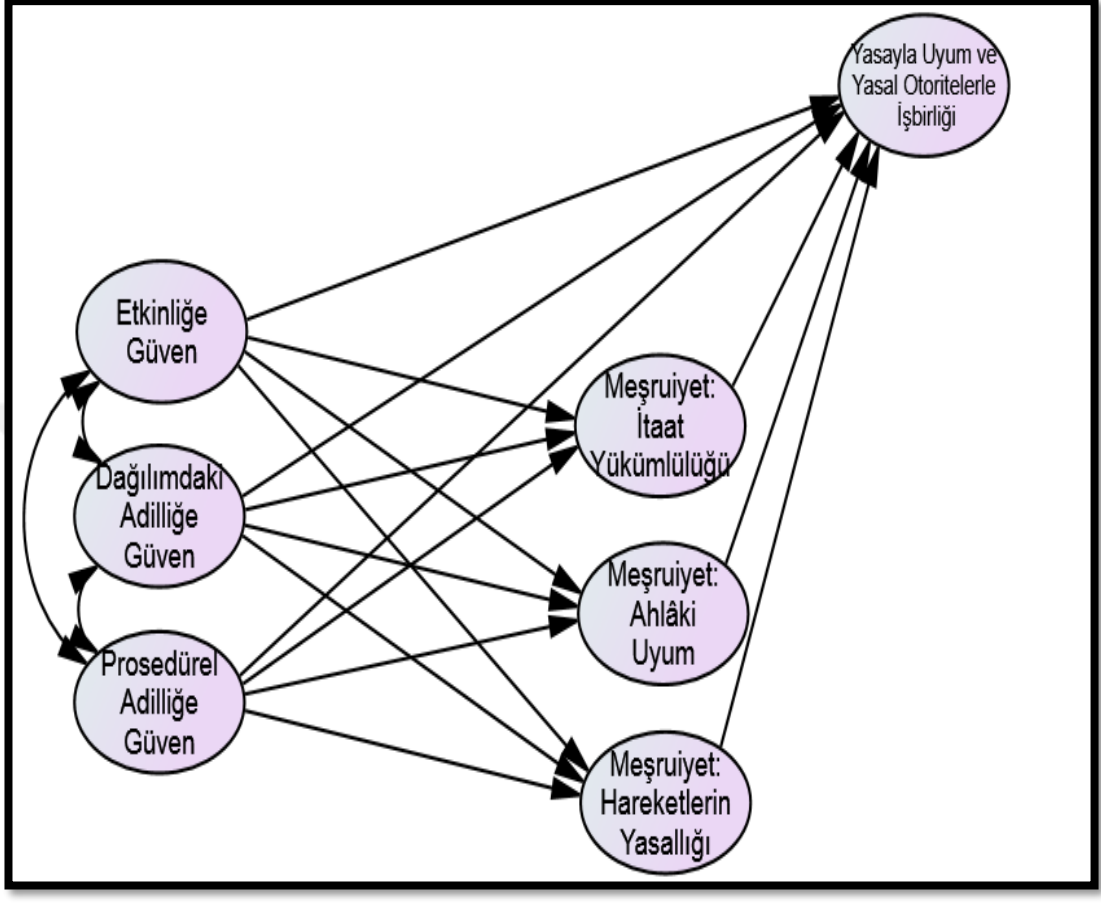 Yasayla Uyum ve
Yasal Otoritelerle
İşbirliği
Etkinliğe
Güven
Meşruiyet:
İtaat
Yükümlülüğü
Dağılımdaki
Adilliğe
Güven
Meşruiyet:
Ahlâki
Uyum
Prosedürel
Adilliğe
Güven
Meşruiyet:
Hareketlerin
Yasallığı